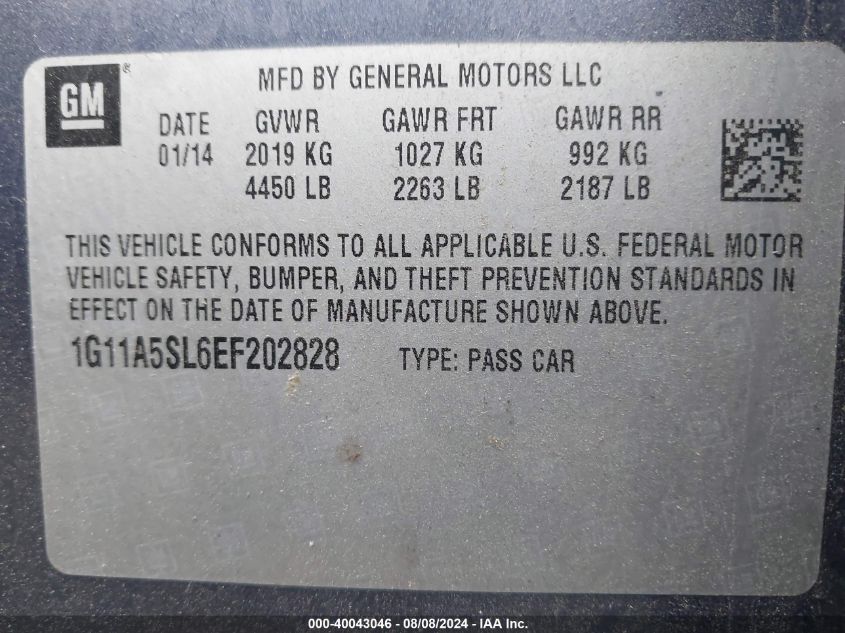 GM ®
MFD BY GENERAL MOTORS LLC
DATE GVWR GAWR FRT GAWR RR
01/14 2019 KG 1027 KG 992 KG
4450 LB 2263 LB 2187 LB
THIS VEHICLE CONFORMS TO ALL APPLICABLE U.S. FEDERAL MOTOR
VEHICLE SAFETY, BUMPER, AND THEFT PREVENTION STANDARDS IN
EFFECT ON THE DATE OF MANUFACTURE SHOWN ABOVE.
1G11A5SL6EF202828 TYPE: PASS CAR
000-40043046 - 08/08/2024 - IAA Inc.